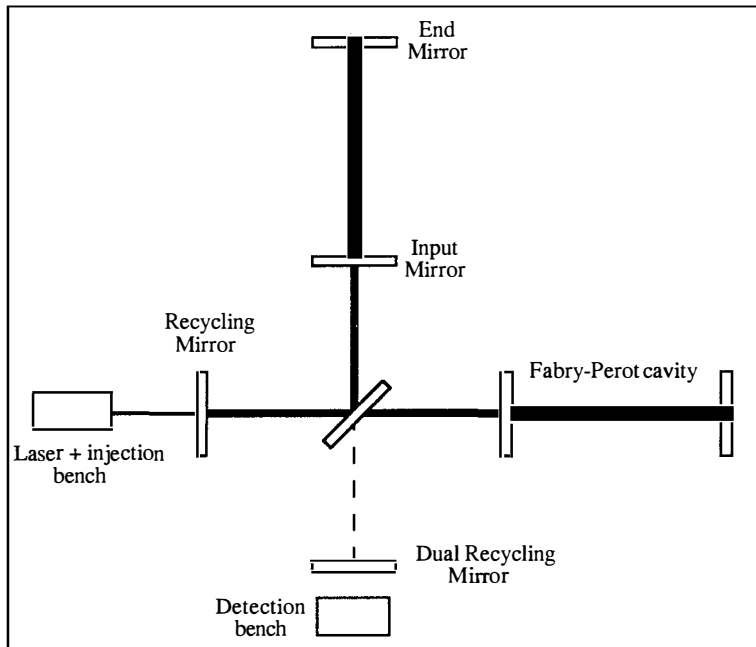 End
Mirror
Input
Mirror
Recycling
Mirror
Fabry-Perot cavity
Laser + injection
bench
Dual Recycling
Mirror
Detection
bench